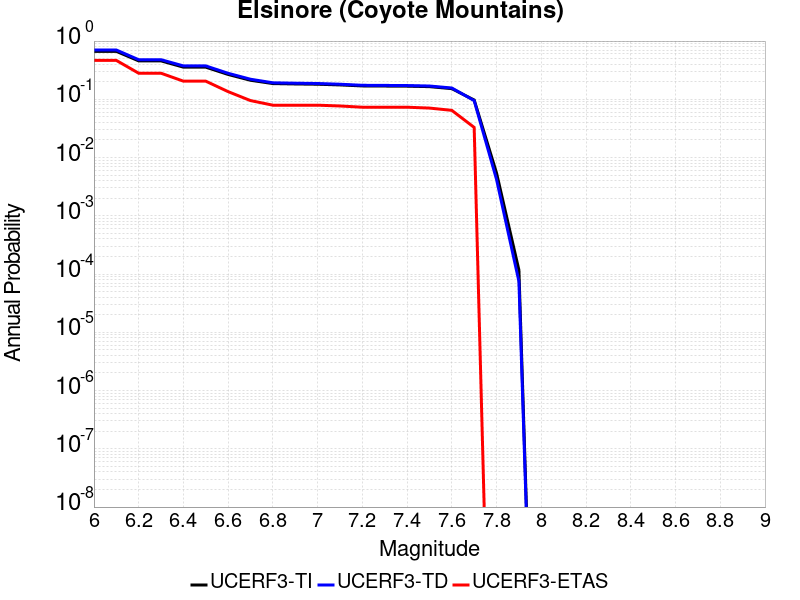 Elsinore (Coyote Mountains)
10^0
10^-1
10^-2
10^-3
10^-4
10^-5
10^-6
10^-7
10^-8
Annual Probability
6 6.2 6.4 6.6 6.8 7 7.2 7.4 7.6 7.8 8 8.2 8.4 8.6 8.8 9
Magnitude
UCERF3-TI UCERF3-TD UCERF3-ETAS